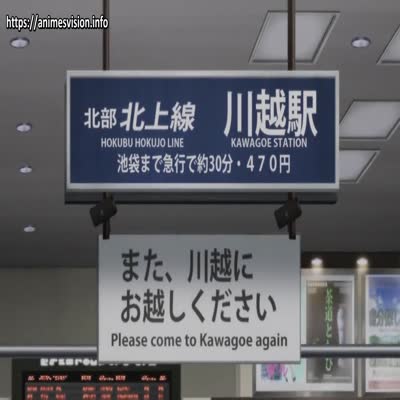 https://animesvision.info
北部 北上線 川越駅
HOKUBU HOKUJO LINE KAWAGOE STATION
池袋まで急行で約30分・470円
また、川越に
お越しください
Please come to Kawagoe again
茶道